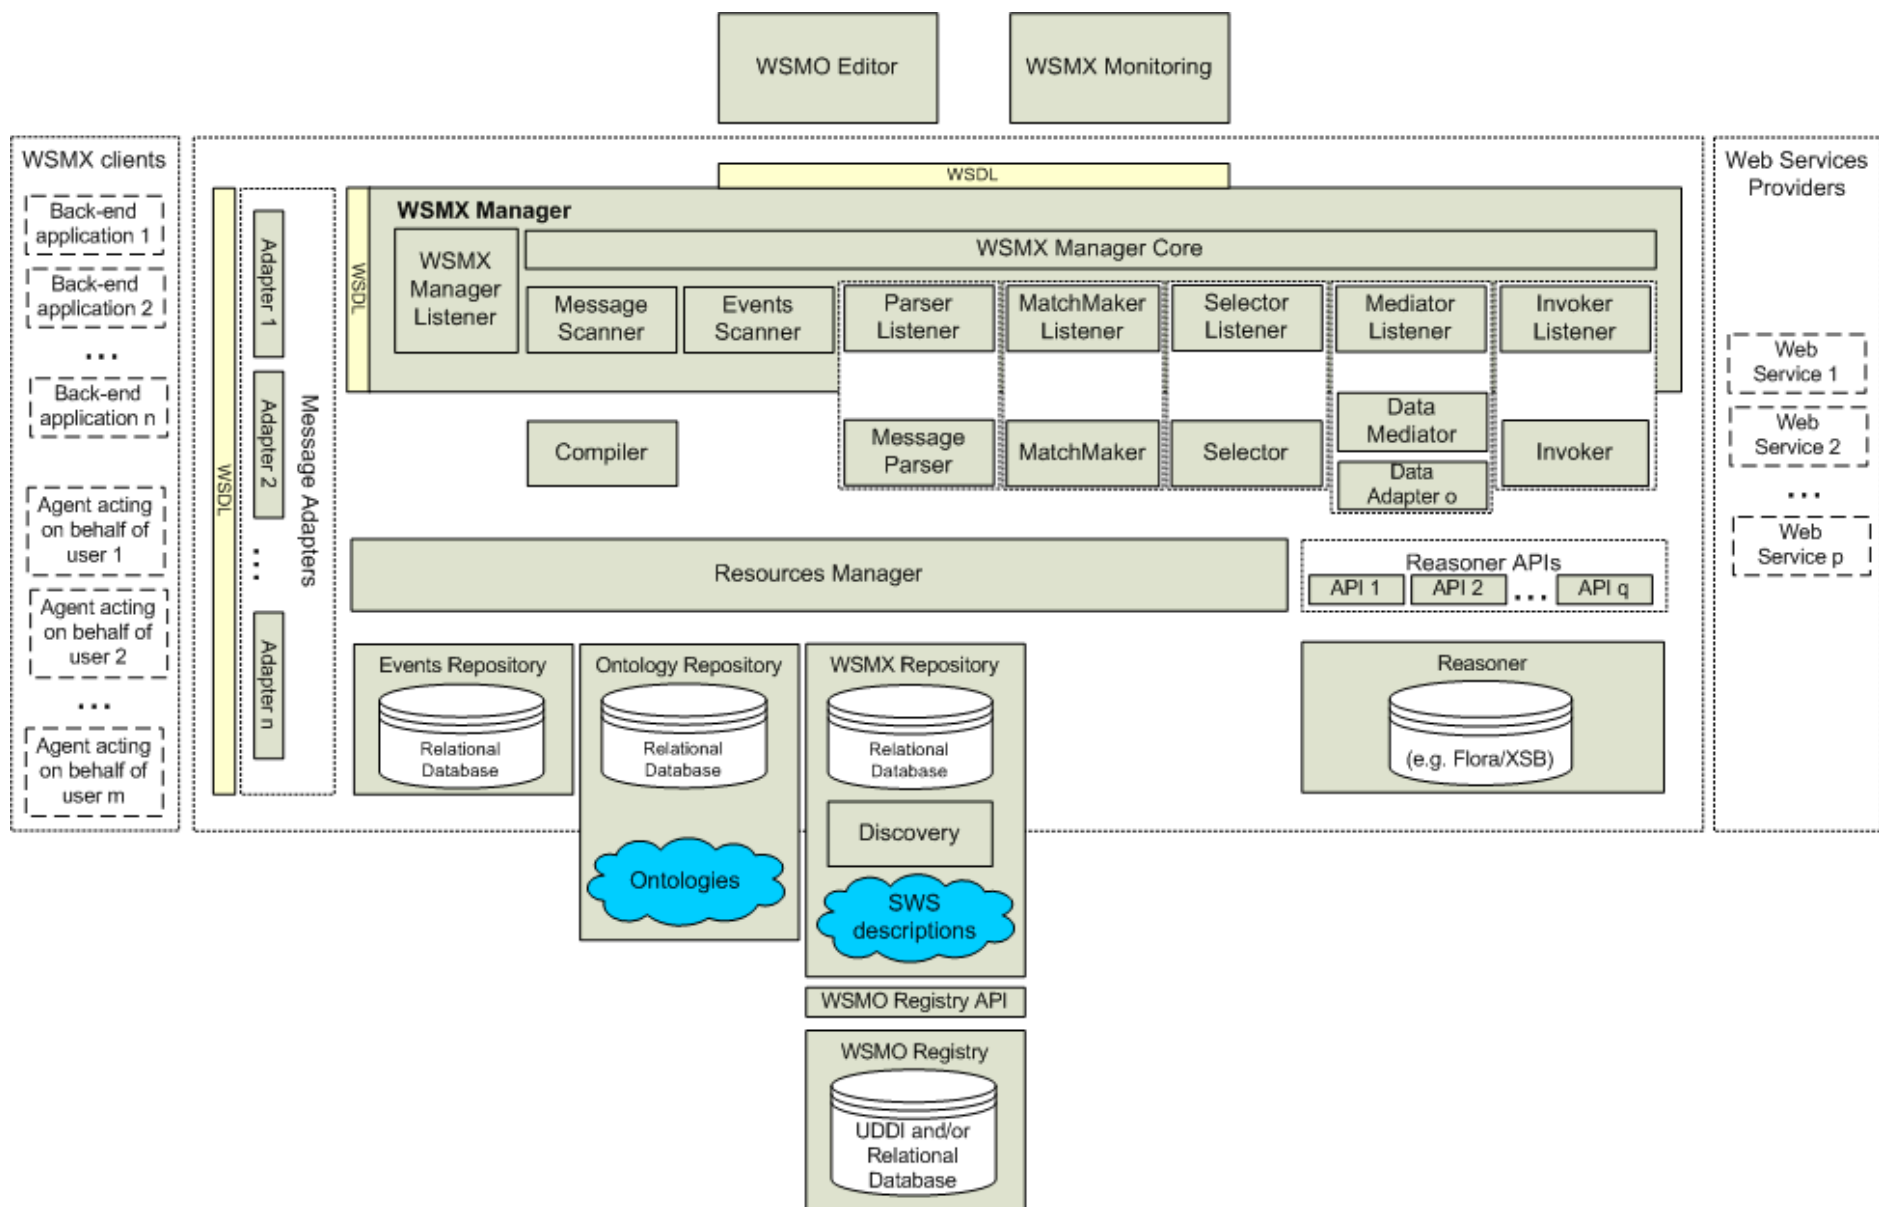 WSMO Editor
WSMX Monitoring
WSMX clients
Back-end
application 1
Back-end
application 2
...
Back-end
application n
Agent acting
on behalf of
user 1
Agent acting
on behalf of
user 2
...
Agent acting
on behalf of
user m
WSDL
Message Adapters
Adapter 1
Adapter 2
...
Adapter n
WSDL
WSDL
WSMX Manager
WSMX
Manager
Listener
WSMX Manager Core
Message
Scanner
Events
Scanner
Parser
Listener
MatchMaker
Listener
Selector
Listener
Mediator
Listener
Invoker
Listener
Compiler
Message
Parser
MatchMaker
Selector
Data
Mediator
Data
Adapter o
Invoker
Resources Manager
Reasoner APIs
API 1
API 2
...
API q
Events Repository
Relational
Database
Ontology Repository
Relational
Database
Ontologies
WSMX Repository
Relational
Database
Discovery
SWS
descriptions
Reasoner
(e.g. Flora/XSB)
WSMO Registry API
WSMO Registry
UDDI and/or
Relational
Database
Web Services
Providers
Web
Service 1
Web
Service 2
...
Web
Service p